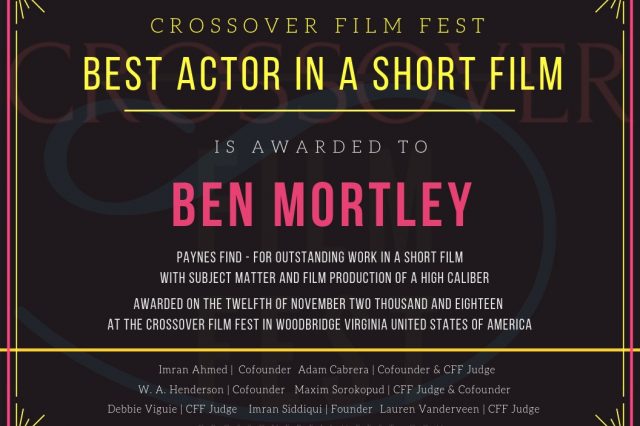 CROSSOVER FILM FEST
BEST ACTOR IN A SHORT FILM
IS AWARDED TO
BEN MORTLEY
PAYNES FIND - FOR OUTSTANDING WORK IN A SHORT FILM
WITH SUBJECT MATTER AND FILM PRODUCTION OF A HIGH CALIBER
AWARDED ON THE TWELFTH OF NOVEMBER TWO THOUSAND AND EIGHTEEN
AT THE CROSSOVER FILM FEST IN WOODBRIDGE VIRGINIA UNITED STATES OF AMERICA
Imran Ahmed | Cofounder Adam Cabrera | Cofounder & CFF Judge
W. A. Henderson | Cofounder Maxim Sorokopud | CFF Judge & Cofounder
Debbie Viguie | CFF Judge Imran Siddiqui | Founder Lauren Vanderveen | CFF Judge
CROSSOVER
FILM